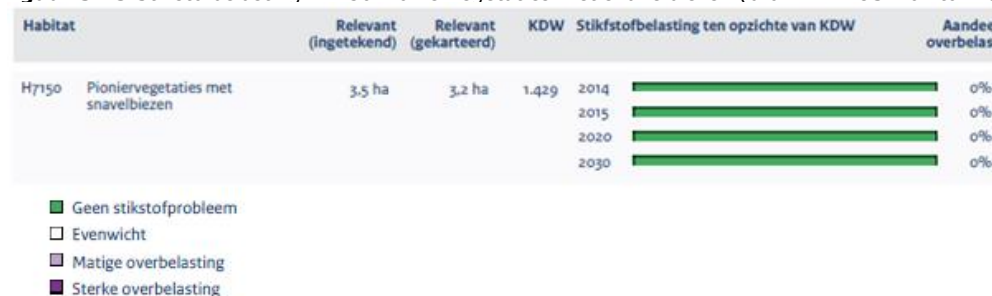 Habitat Relevant Relevant KDW Stikfstofbelasting ten opzichte van KDW
(ingetekend) (gekarteerd)
H7150 Pioniervegetaties met 3,5 ha 3,2 ha 1.429 2014 0%
snavelbiezen 2015 0%
2020 0%
2030 0%
Geen stikstofprobleem
Evenwicht
Matige overbelasting
Sterke overbelasting